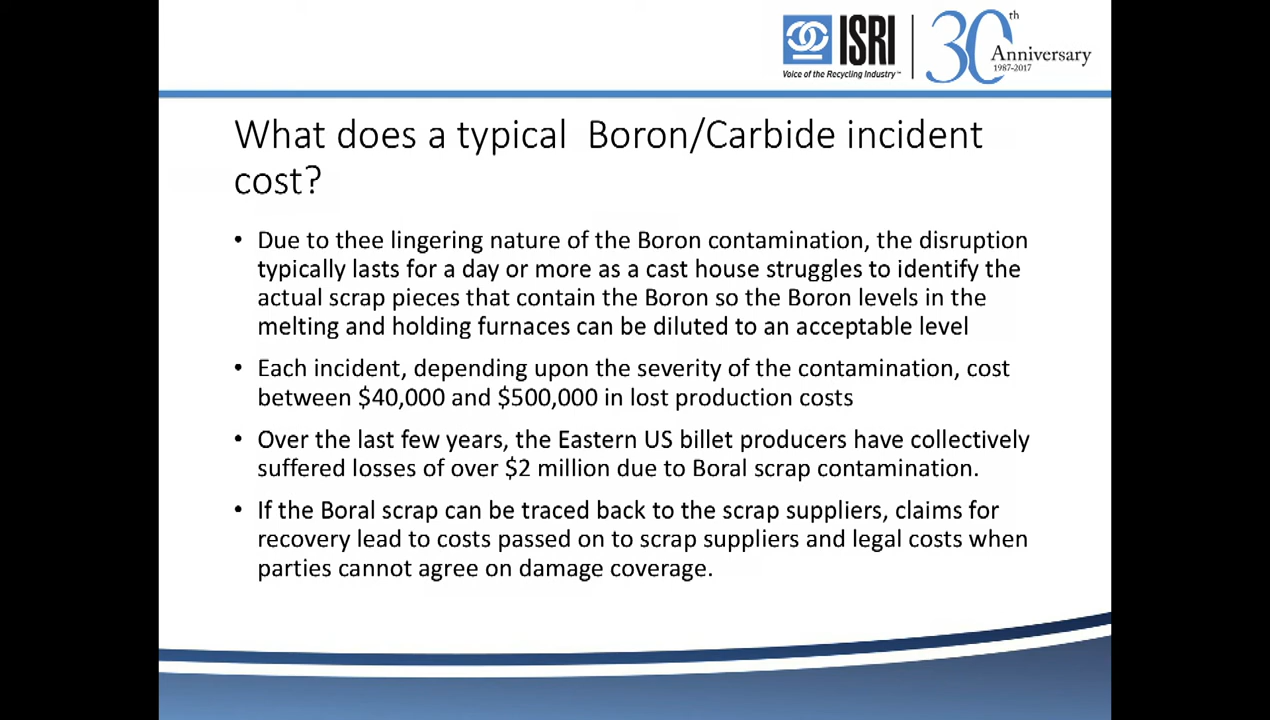 ISRI
Voice of the Recycling Industry™
30th
Anniversary
1987-2017
What does a typical Boron/Carbide incident
cost?
• Due to thee lingering nature of the Boron contamination, the disruption
typically lasts for a day or more as a cast house struggles to identify the
actual scrap pieces that contain the Boron so the Boron levels in the
melting and holding furnaces can be diluted to an acceptable level
• Each incident, depending upon the severity of the contamination, cost
between $40,000 and $500,000 in lost production costs
• Over the last few years, the Eastern US billet producers have collectively
suffered losses of over $2 million due to Boral scrap contamination.
• If the Boral scrap can be traced back to the scrap suppliers, claims for
recovery lead to costs passed on to scrap suppliers and legal costs when
parties cannot agree on damage coverage.